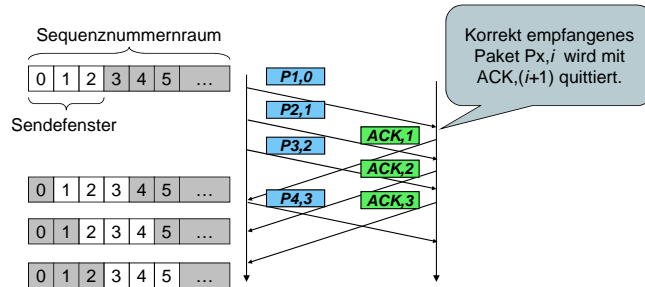 Sequenznummernraum
0 1 2 3 4 5 …
Sendefenster
P1,0
P2,1
P3,2
P4,3
ACK,1
ACK,2
ACK,3
Korrekt empfangenes
Paket Px,i wird mit
ACK,(i+1) quittiert.
0 1 2 3 4 5 …
0 1 2 3 4 5 …
0 1 2 3 4 5 …